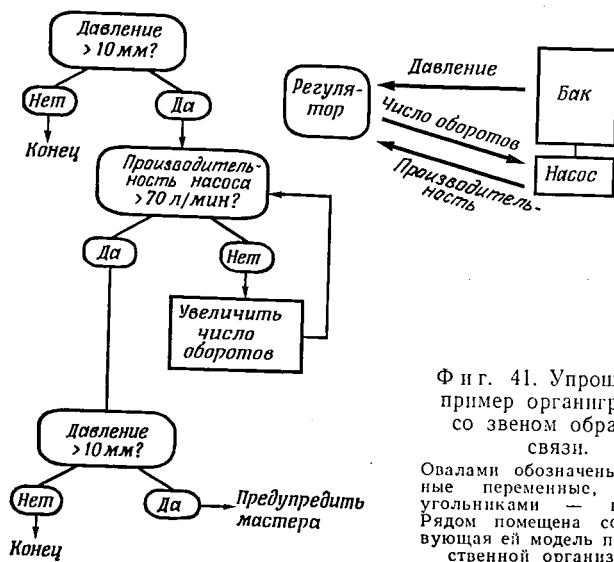 Давление
> 10 мм?
Нет
Да
Конец
Производитель-
ность насоса
>70 л/мин?
Да
Нет
Увеличить
число
оборотов
Давление
>10 мм?
Нет
Да
Предупредить
мастера
Конец
Регуля-
тор
Давление
Число оборотов
Производитель-
ность
Бак
Насос
Фиг. 41. Упрощ
пример органигр
со звеном обра
связи.
Овалами обозначены
ные переменные,
угольниками —
Рядом помещена со
вующая ей модель п
ственной организ